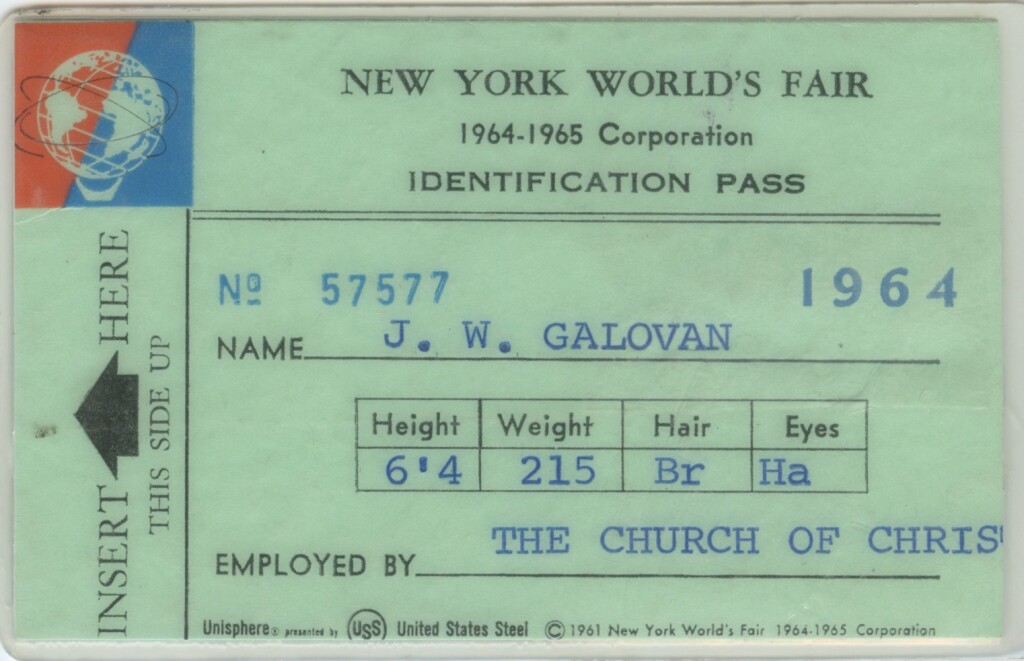 NEW YORK WORLD'S FAIR
1964-1965 Corporation
IDENTIFICATION PASS
INSERT HERE
THIS SIDE UP
Nº 57577 1964
NAME J. W. GALOVAN
Height Weight Hair Eyes
6'4 215 Br Ha
EMPLOYED BY THE CHURCH OF CHRIS
Unisphere® presented by USS United States Steel © 1961 New York World's Fair 1964-1965 Corporation